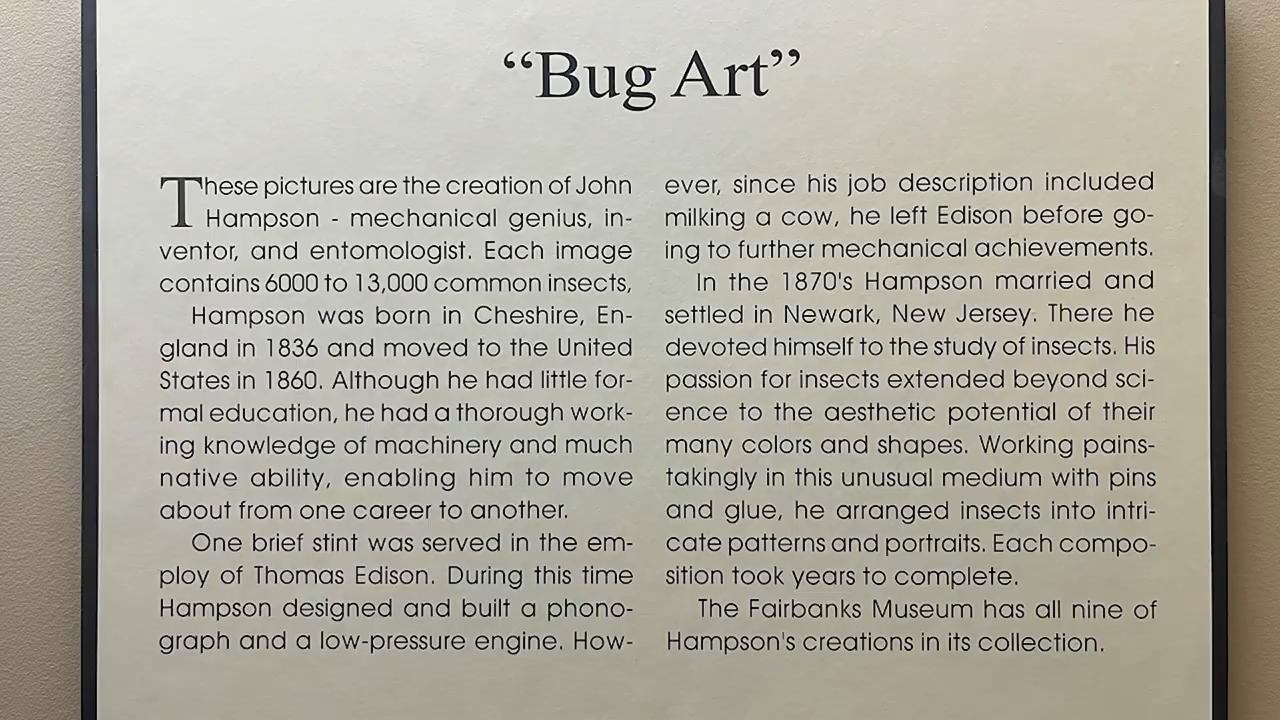 “Bug Art”
These pictures are the creation of John
Hampson - mechanical genius, in-
ventor, and entomologist. Each image
contains 6000 to 13,000 common insects,
Hampson was born in Cheshire, En-
gland in 1836 and moved to the United
States in 1860. Although he had little for-
mal education, he had a thorough work-
ing knowledge of machinery and much
native ability, enabling him to move
about from one career to another.
One brief stint was served in the em-
ploy of Thomas Edison. During this time
Hampson designed and built a phono-
graph and a low-pressure engine. How-
ever, since his job description included
milking a cow, he left Edison before go-
ing to further mechanical achievements.
In the 1870's Hampson married and
settled in Newark, New Jersey. There he
devoted himself to the study of insects. His
passion for insects extended beyond sci-
ence to the aesthetic potential of their
many colors and shapes. Working pains-
takingly in this unusual medium with pins
and glue, he arranged insects into intri-
cate patterns and portraits. Each compo-
sition took years to complete.
The Fairbanks Museum has all nine of
Hampson's creations in its collection.